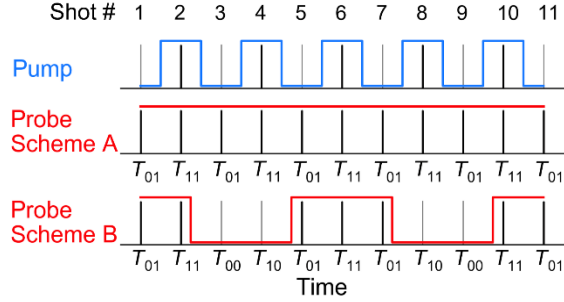 Shot # 1 2 3 4 5 6 7 8 9 10 11
Pump
Probe
Scheme A
T01 T11 T01 T11 T01 T11 T01 T11 T01 T11 T01
Probe
Scheme B
T01 T11 T00 T10 T01 T11 T01 T10 T00 T11 T01
Time